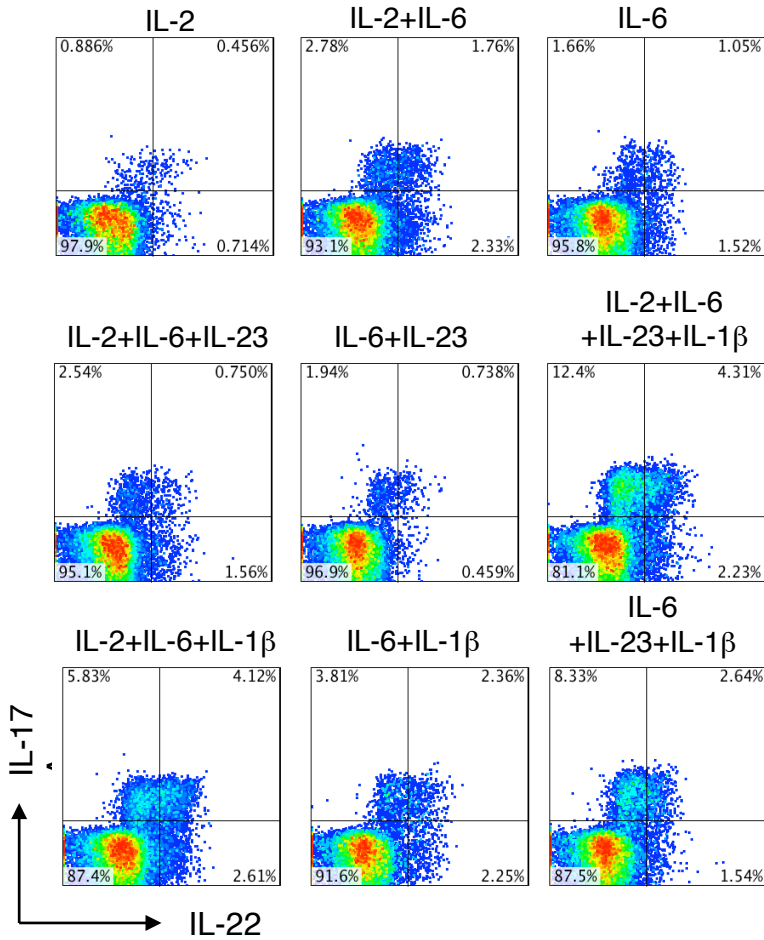 IL-2
IL-2+IL-6
IL-6
0.886%
0.456%
2.78%
1.76%
1.66%
1.05%
97.9%
0.714%
93.1%
2.33%
95.8%
1.52%
IL-2+IL-6+IL-23
IL-6+IL-23
IL-2+IL-6
+IL-23+IL-1β
2.54%
0.750%
1.94%
0.738%
12.4%
4.31%
95.1%
1.56%
96.9%
0.459%
81.1%
2.23%
IL-2+IL-6+IL-1β
IL-6+IL-1β
IL-6
+IL-23+IL-1β
5.83%
4.12%
3.81%
2.36%
8.33%
2.64%
87.4%
2.61%
91.6%
2.25%
87.5%
1.54%
IL-17
IL-22